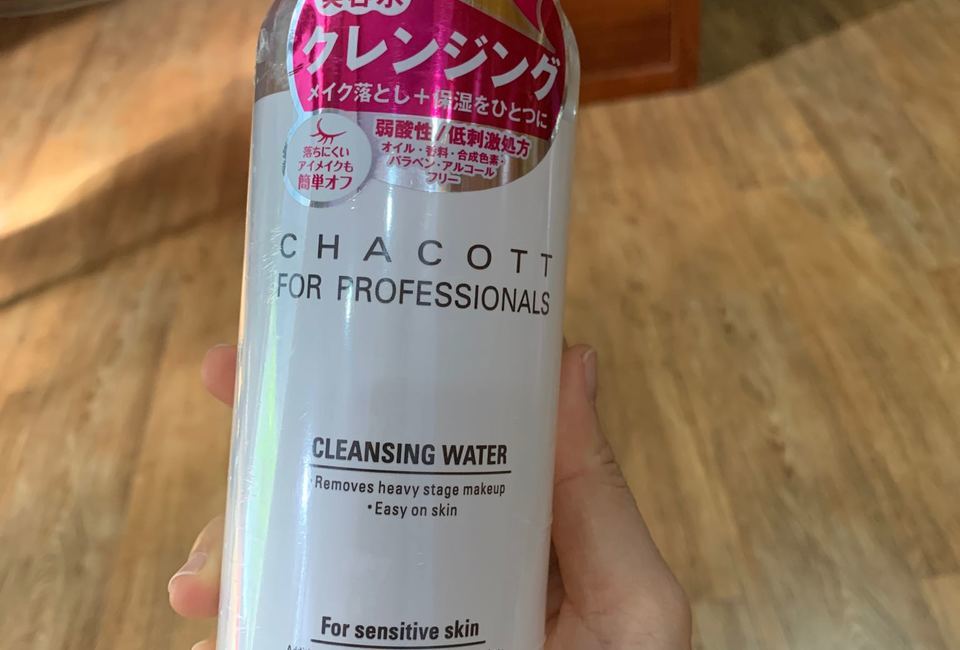 美容水
クレンジング
メイク落とし+保湿をひとつに
弱酸性/低刺激処方
オイル・香料・合成色素・
パラベン・アルコール
フリー
落ちにくい
アイメイクも
簡単オフ
CHACOTT
FOR PROFESSIONALS
CLEANSING WATER
・Removes heavy stage makeup
・Easy on skin
For sensitive skin